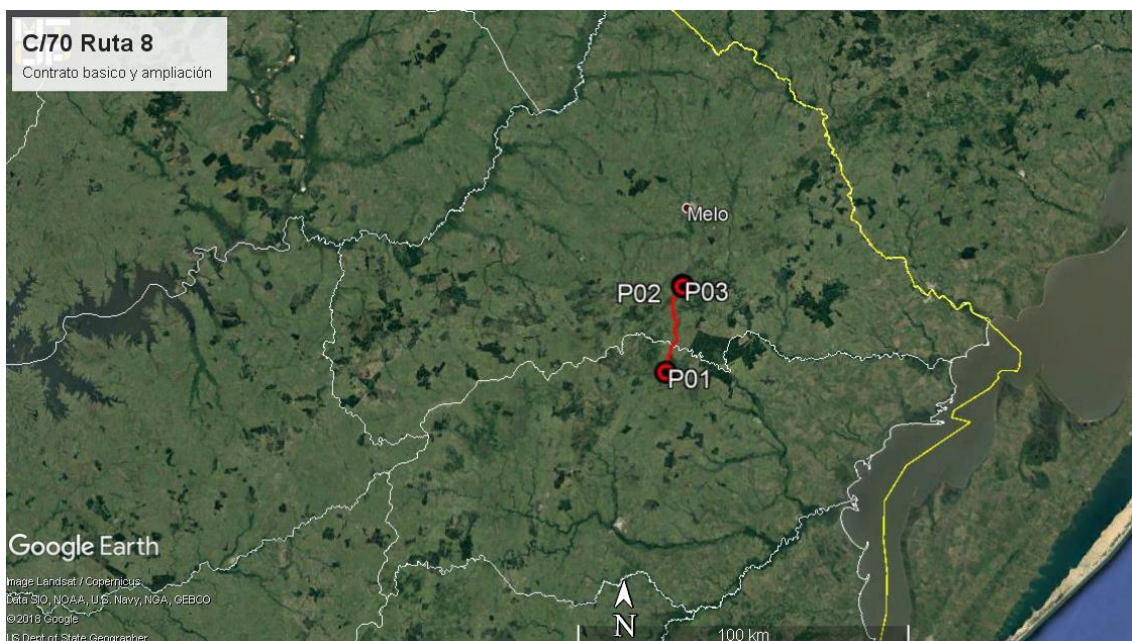 C/70 Ruta 8
Contrato basico y ampliación
Melo
P02 P03
P01
Google Earth
Image Landsat / Copernicus
Data SIO, NOAA, U.S. Navy, NGA, GEBCO
©2018 Google
US Dept of State Geographer
N
100 km